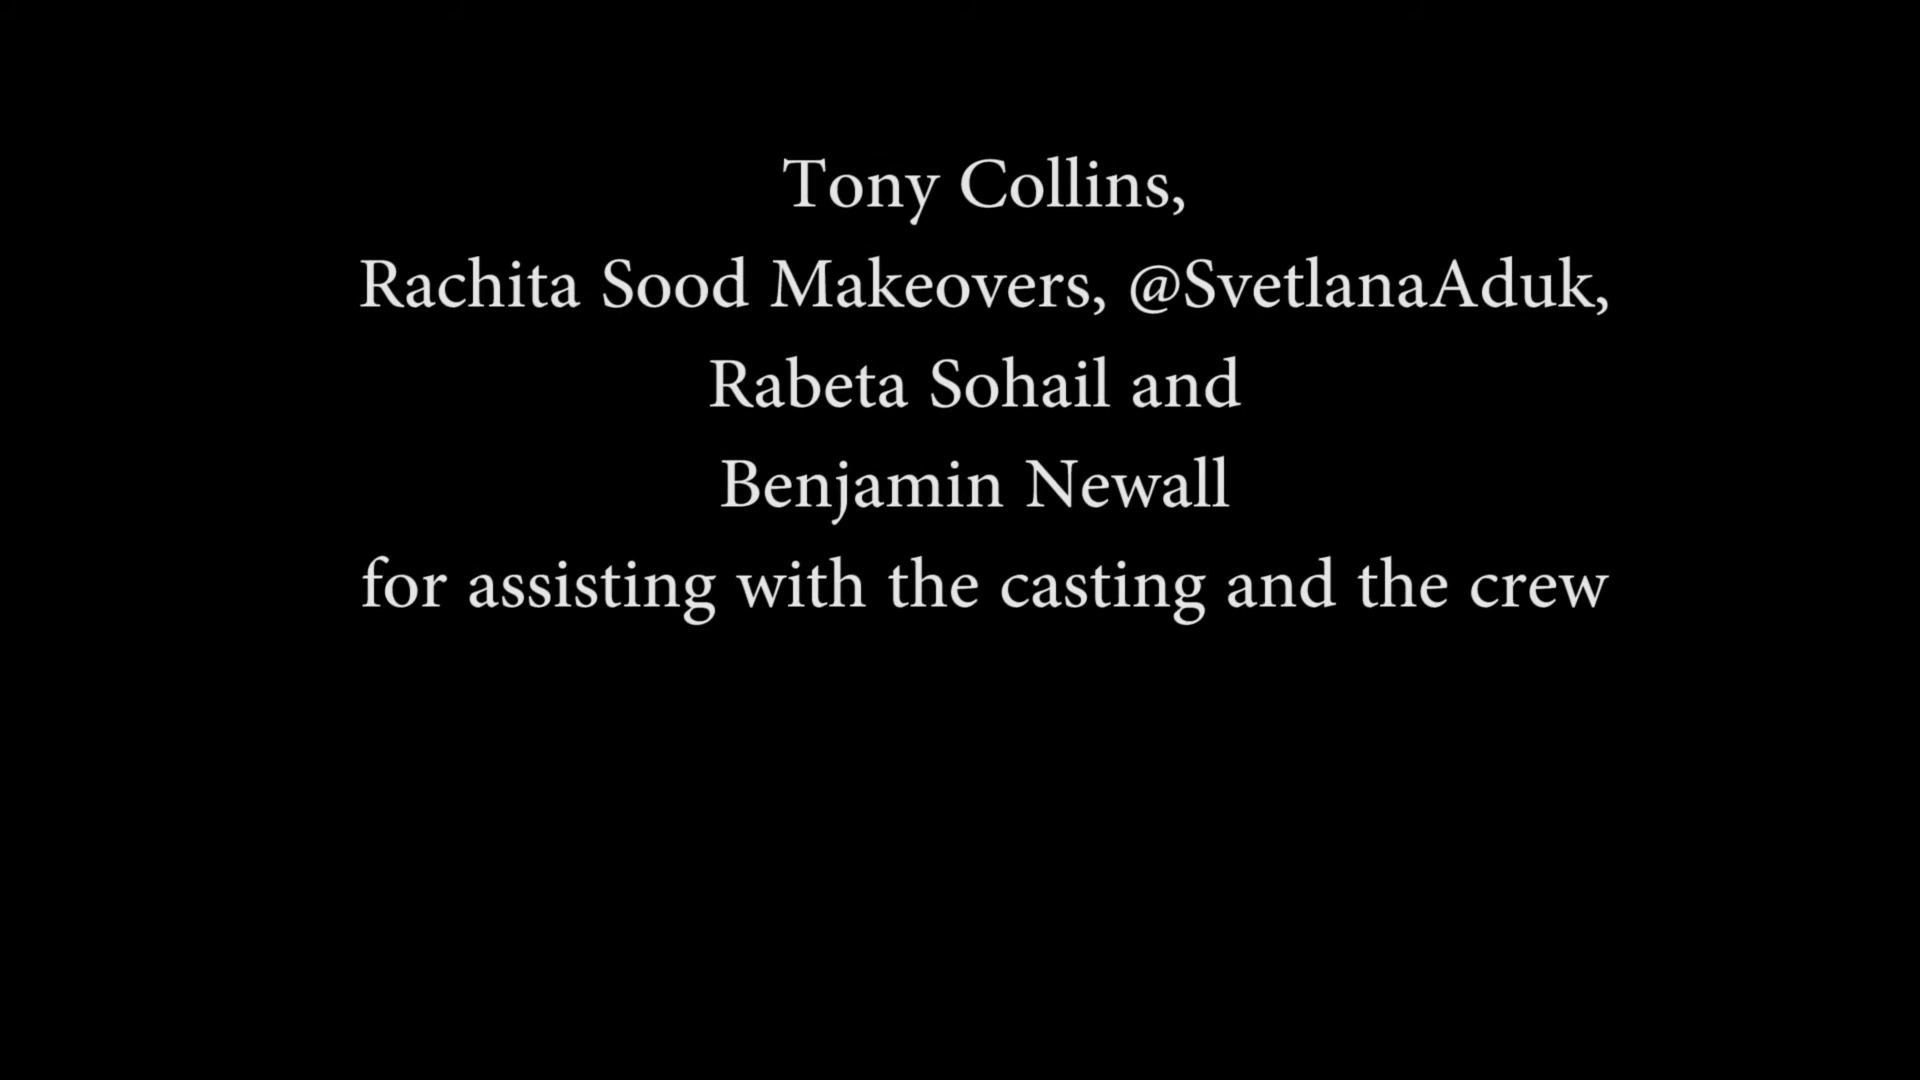 Tony Collins,
Rachita Sood Makeovers, @SvetlanaAduk,
Rabeta Sohail and
Benjamin Newall
for assisting with the casting and the crew